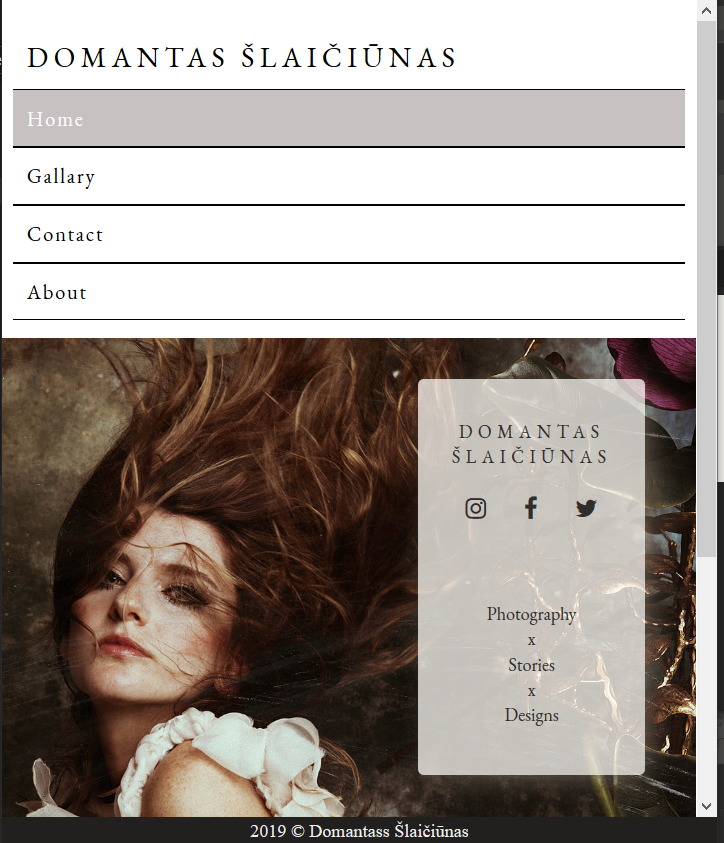 DOMANTAS ŠLAIČIŪNAS
Home
Gallary
Contact
About
DOMANTAS
ŠLAIČIŪNAS
Photography
x
Stories
x
Designs
2019 © Domantass Šlaičiūnas